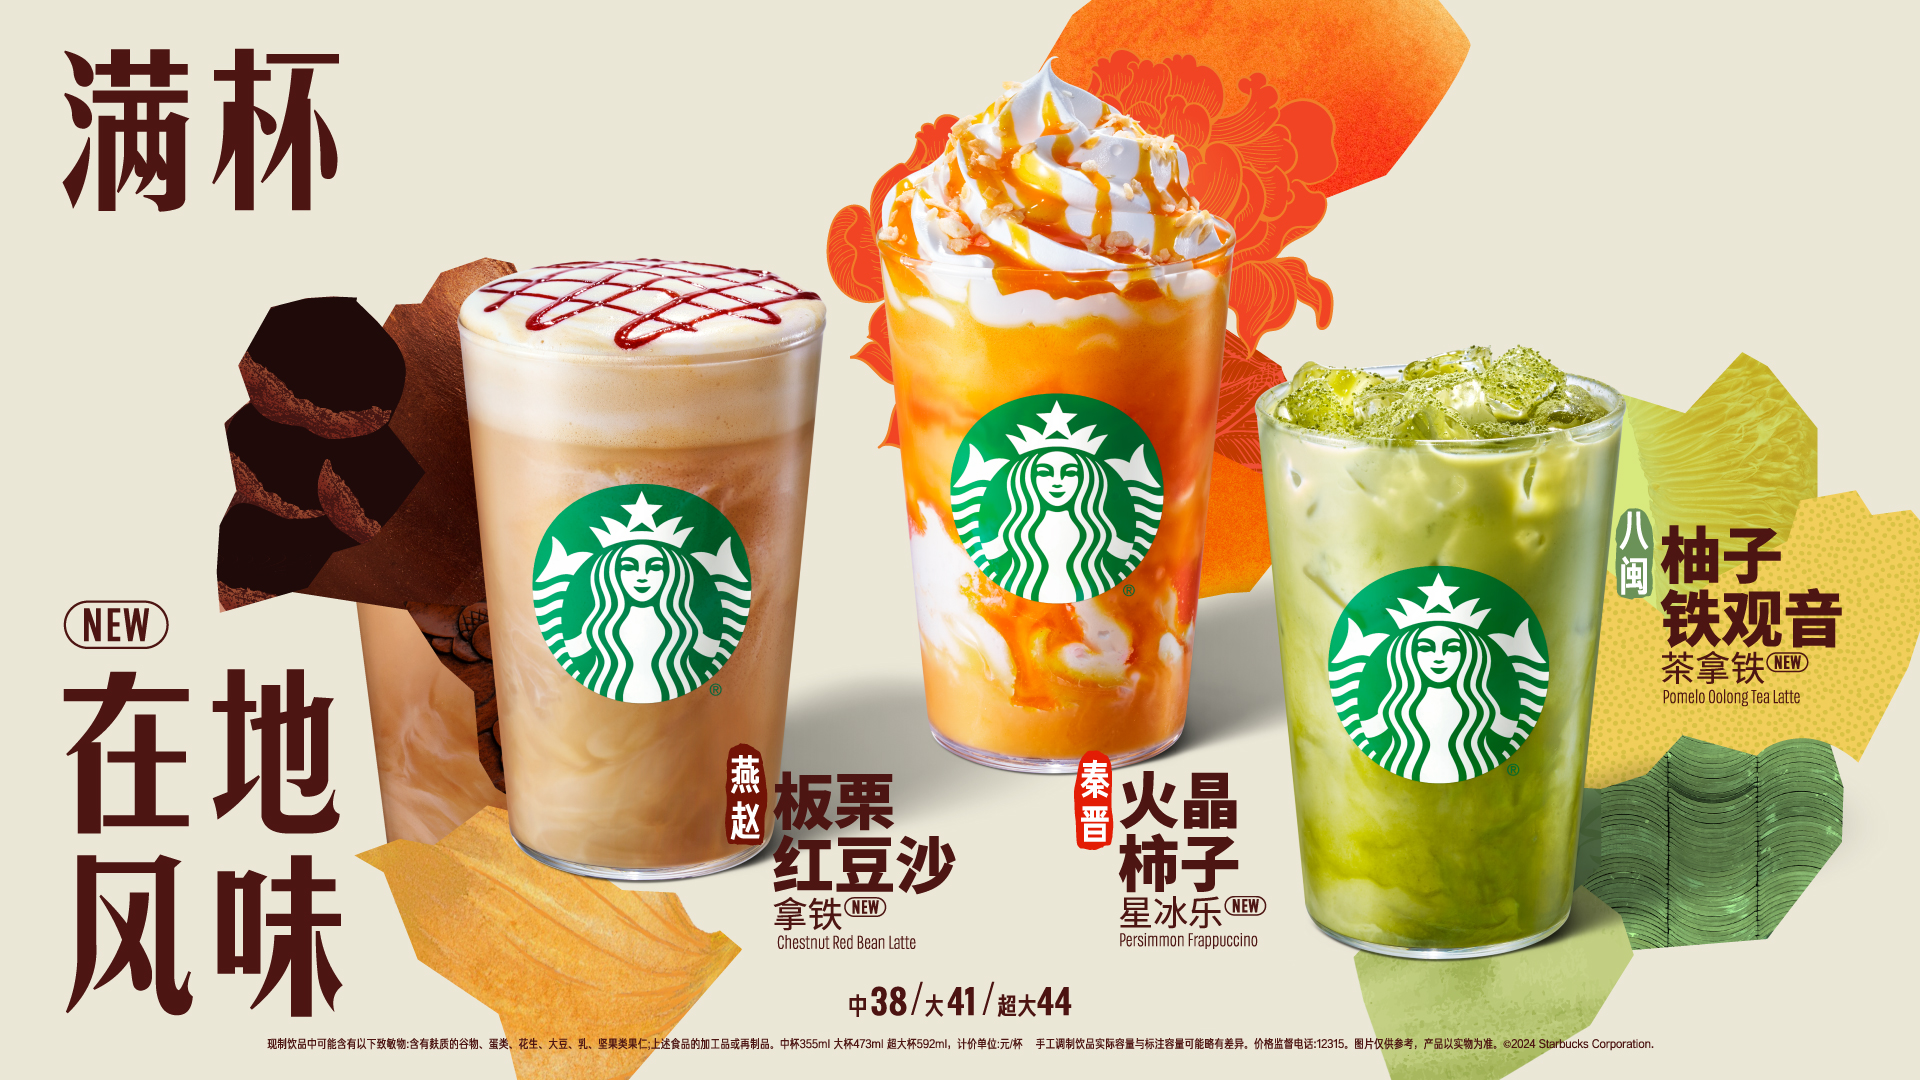 满杯
NEW
在地
风味
燕赵
板栗
红豆沙
拿铁 NEW
Chestnut Red Bean Latte
秦晋
火晶
柿子
星冰乐 NEW
Persimmon Frappuccino
八闽
柚子
铁观音
茶拿铁 NEW
Pomelo Oolong Tea Latte
®
®
®
中38/大41/超大44
现制饮品中可能含有以下致敏物:含有麸质的谷物、蛋类、花生、大豆、乳、坚果类果仁;上述食品的加工品或再制品。中杯355ml 大杯473ml 超大杯592ml，计价单位:元/杯 手工调制饮品实际容量与标注容量可能略有差异。价格监督电话:12315。图片仅供参考，产品以实物为准。©2024 Starbucks Corporation.